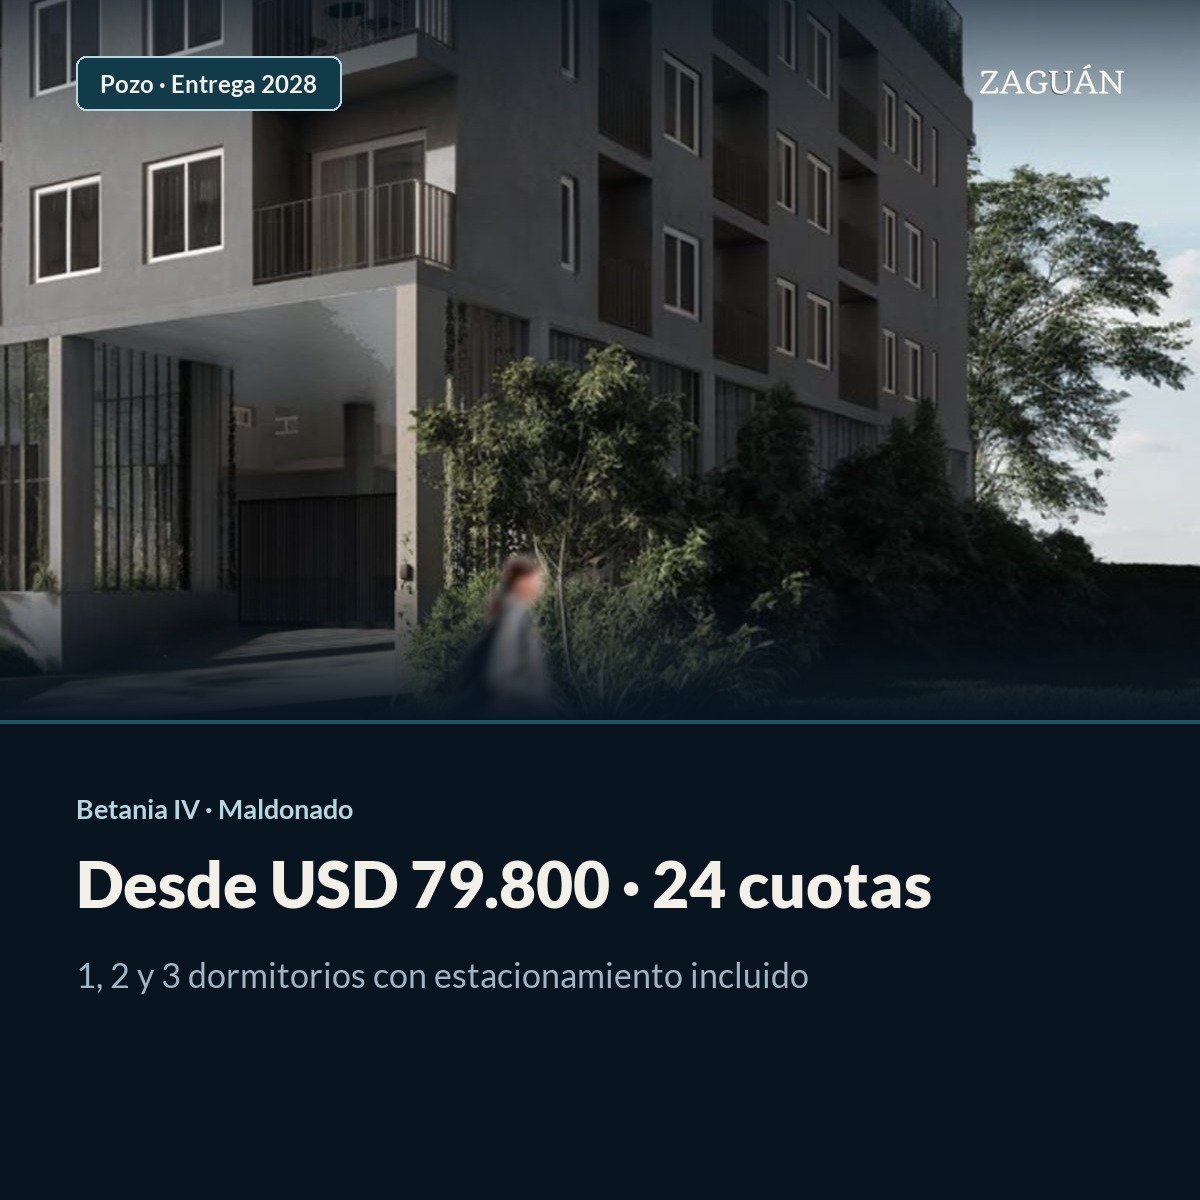 Pozo · Entrega 2028
ZAGUÁN
Betania IV · Maldonado
Desde USD 79.800 · 24 cuotas
1, 2 y 3 dormitorios con estacionamiento incluido